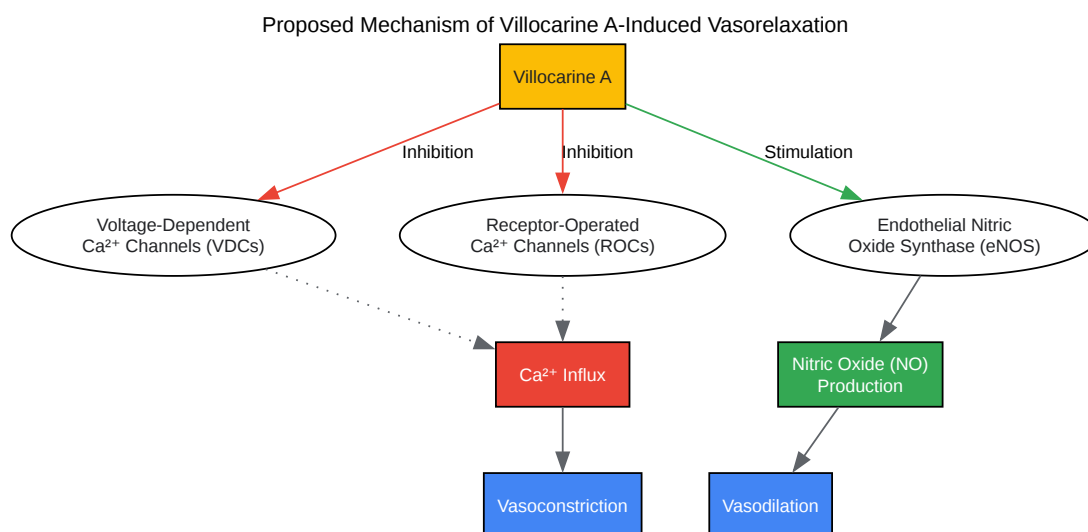 Proposed Mechanism of Villocarine A-Induced Vasorelaxation
Villocarine A
Inhibition
Inhibition
Stimulation
Voltage-Dependent
Ca²⁺ Channels (VDCs)
Receptor-Operated
Ca²⁺ Channels (ROCs)
Endothelial Nitric
Oxide Synthase (eNOS)
Ca²⁺ Influx
Nitric Oxide (NO)
Production
Vasoconstriction
Vasodilation